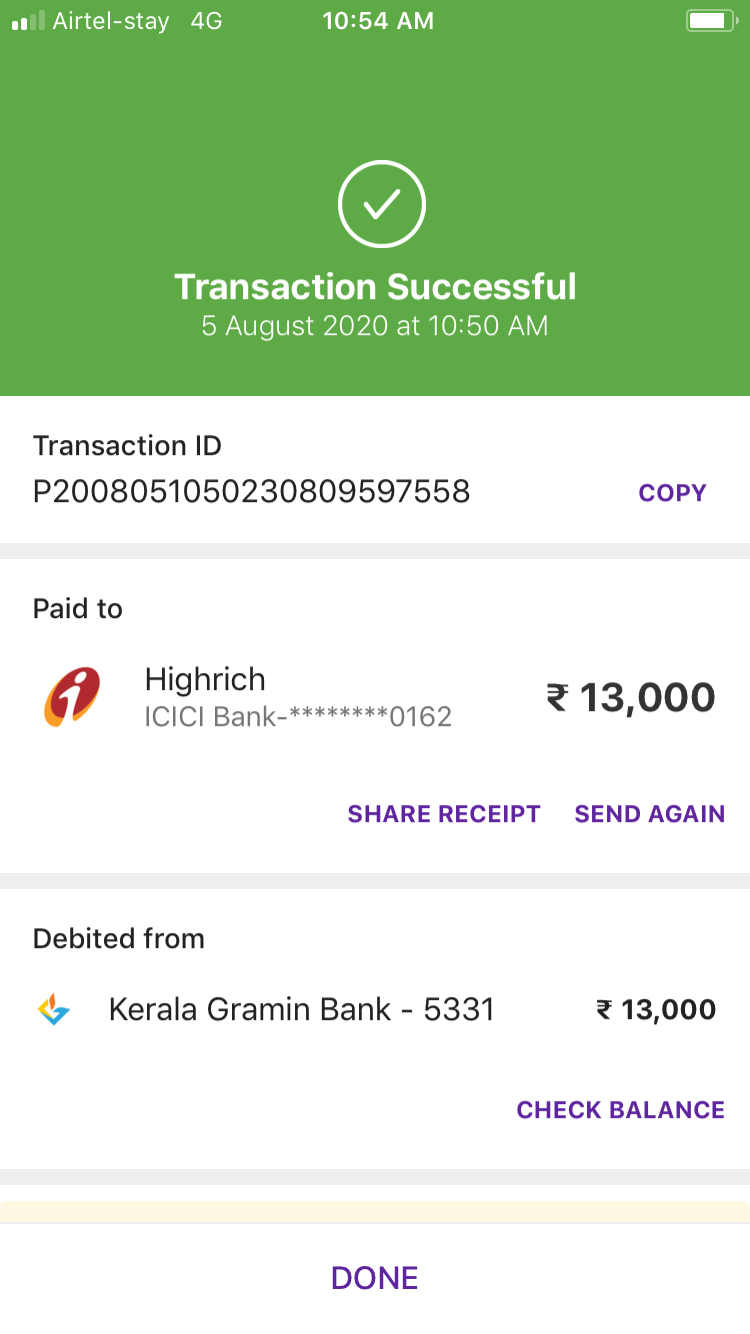 Airtel-stay 4G 10:54 AM
Transaction Successful
5 August 2020 at 10:50 AM
Transaction ID
P2008051050230809597558 COPY
Paid to
Highrich ₹ 13,000
ICICI Bank-********0162
SHARE RECEIPT SEND AGAIN
Debited from
Kerala Gramin Bank - 5331 ₹ 13,000
CHECK BALANCE
DONE